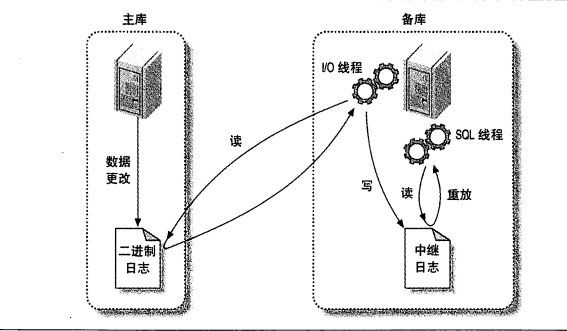 主库
备库
I/O 线程
SQL 线程
数据
更改
读
写
读
重放
二进制
日志
中继
日志